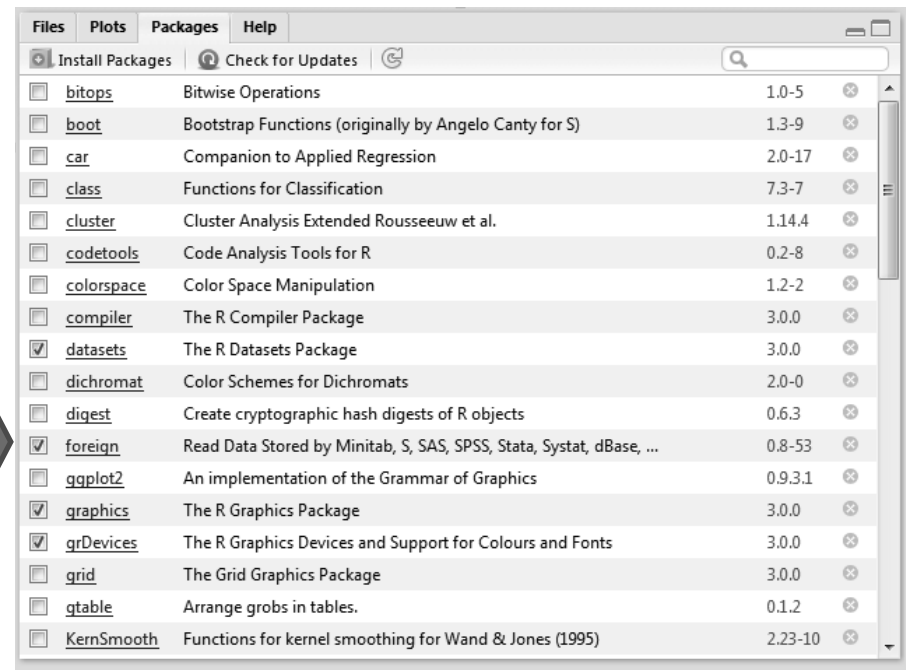 Files Plots Packages Help
Install Packages Check for Updates
bitops Bitwise Operations 1.0-5
boot Bootstrap Functions (originally by Angelo Canty for S) 1.3-9
car Companion to Applied Regression 2.0-17
class Functions for Classification 7.3-7
cluster Cluster Analysis Extended Rousseeuw et al. 1.14.4
codetools Code Analysis Tools for R 0.2-8
colorspace Color Space Manipulation 1.2-2
compiler The R Compiler Package 3.0.0
datasets The R Datasets Package 3.0.0
dichromat Color Schemes for Dichromats 2.0-0
digest Create cryptographic hash digests of R objects 0.6.3
foreign Read Data Stored by Minitab, S, SAS, SPSS, Stata, Systat, dBase, ... 0.8-53
ggplot2 An implementation of the Grammar of Graphics 0.9.3.1
graphics The R Graphics Package 3.0.0
grDevices The R Graphics Devices and Support for Colours and Fonts 3.0.0
grid The Grid Graphics Package 3.0.0
gtable Arrange grobs in tables. 0.1.2
KernSmooth Functions for kernel smoothing for Wand & Jones (1995) 2.23-10